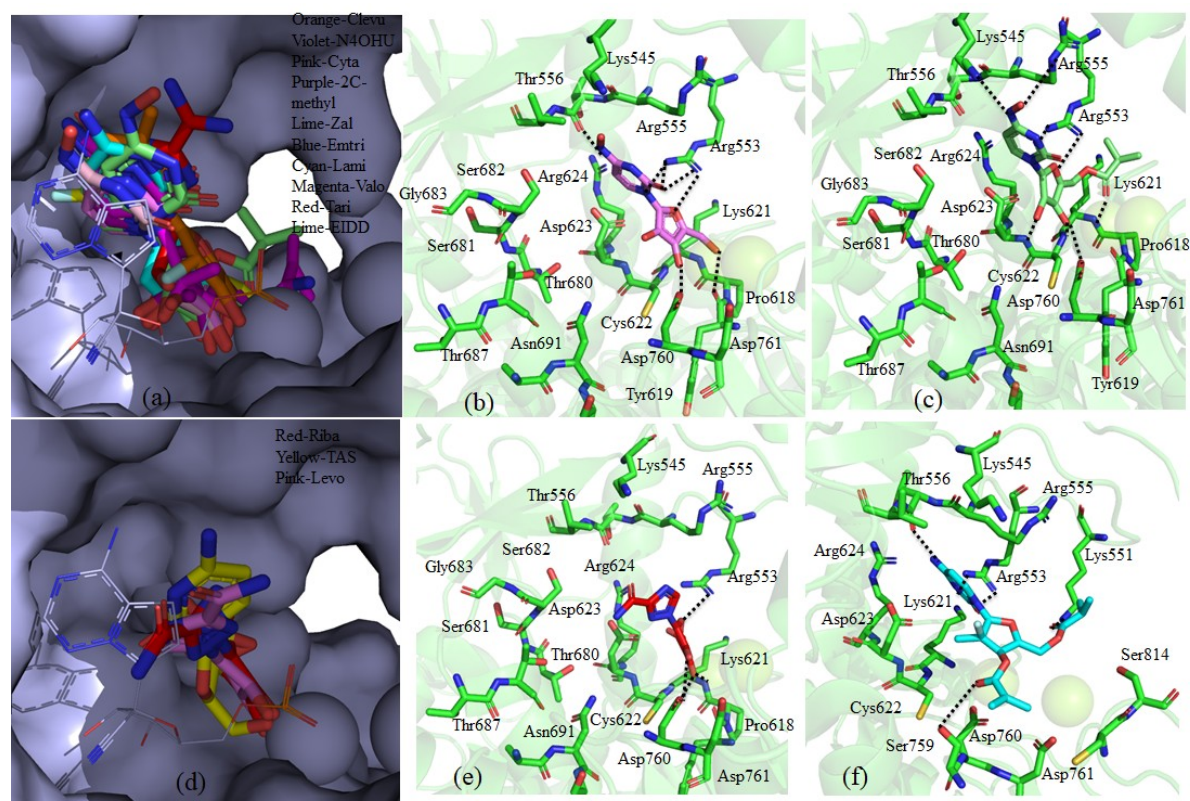 Orange-Clevu
Violet-N4OHU
Pink-Cyta
Purple-2C-
methyl
Lime-Zal
Blue-Emtri
Cyan-Lami
Magenta-Valo
Red-Tari
Lime-EIDD
(a)
Lys545
Thr556
Arg555
Arg553
Ser682
Arg624
Gly683
Lys621
Asp623
Ser681
Thr680
Pro618
Cys622
Thr687
Asn691
Asp760
Asp761
Tyr619
(b)
Lys545
Arg555
Thr556
Arg553
Ser682
Arg624
Gly683
Lys621
Asp623
Ser681
Thr680
Pro618
Cys622
Asp760
Asp761
Asn691
Thr687
Tyr619
(c)
Red-Riba
Yellow-TAS
Pink-Levo
(d)
Lys545
Arg555
Thr556
Ser682
Gly683
Arg624
Arg553
Asp623
Ser681
Thr680
Lys621
Thr687
Asn691
Cys622
Pro618
Asp760
Asp761
(e)
Lys545
Thr556
Arg555
Arg624
Lys551
Arg553
Lys621
Asp623
Ser814
Cys622
Asp760
Ser759
Asp761
(f)